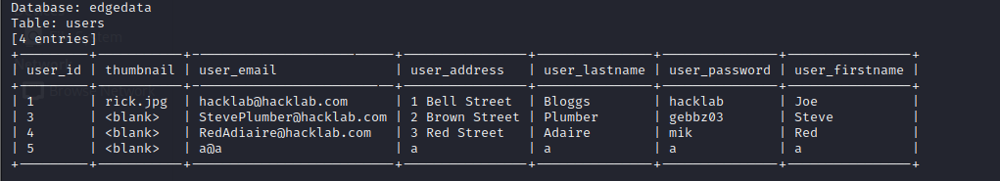 Database: edgedata
Table: users
[4 entries]
| user_id | thumbnail | user_email | user_address | user_lastname | user_password | user_firstname |
| 1 | rick.jpg | hacklab@hacklab.com | 1 Bell Street | Bloggs | hacklab | Joe |
| 3 | <blank> | StevePlumber@hacklab.com | 2 Brown Street | Plumber | gebbz03 | Steve |
| 4 | <blank> | RedAdiaire@hacklab.com | 3 Red Street | Adaire | mik | Red |
| 5 | <blank> | a@a | a | a | a | a |